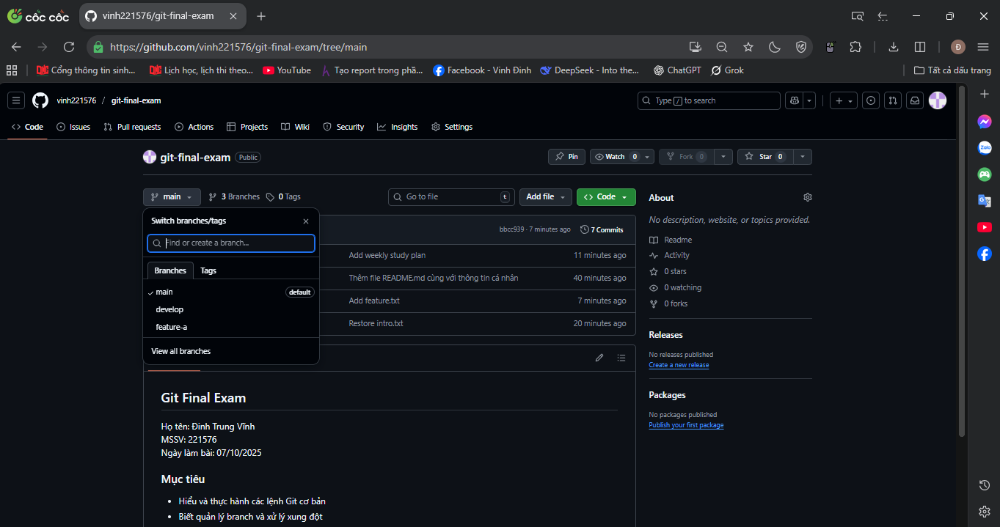 cốc cốc
vinh221576/git-final-exam
https://github.com/vinh221576/git-final-exam/tree/main
Cổng thông tin sinh...
Lịch học, lịch thi theo...
YouTube
Tạo report trong phầ...
Facebook - Vinh Đinh
DeepSeek - Into the...
ChatGPT
Grok
Tất cả dấu trang
Đ
vinh221576 / git-final-exam
Type / to search
Code
Issues
Pull requests
Actions
Projects
Wiki
Security
Insights
Settings
git-final-exam Public
Pin
Watch 0
Fork 0
Star 0
main
3 Branches
0 Tags
Go to file t
Add file
Code
Switch branches/tags
Find or create a branch...
Branches
Tags
main default
develop
feature-a
View all branches
bbcc939 · 7 minutes ago
7 Commits
Add weekly study plan 11 minutes ago
Thêm file README.md cùng với thông tin cá nhân 40 minutes ago
Add feature.txt 7 minutes ago
Restore intro.txt 20 minutes ago
Git Final Exam
Họ tên: Đinh Trung Vĩnh
MSSV: 221576
Ngày làm bài: 07/10/2025
Mục tiêu
• Hiểu và thực hành các lệnh Git cơ bản
• Biết quản lý branch và xử lý xung đột
About
No description, website, or topics provided.
Readme
Activity
0 stars
0 watching
0 forks
Releases
No releases published
Create a new release
Packages
No packages published
Publish your first package
Zalo